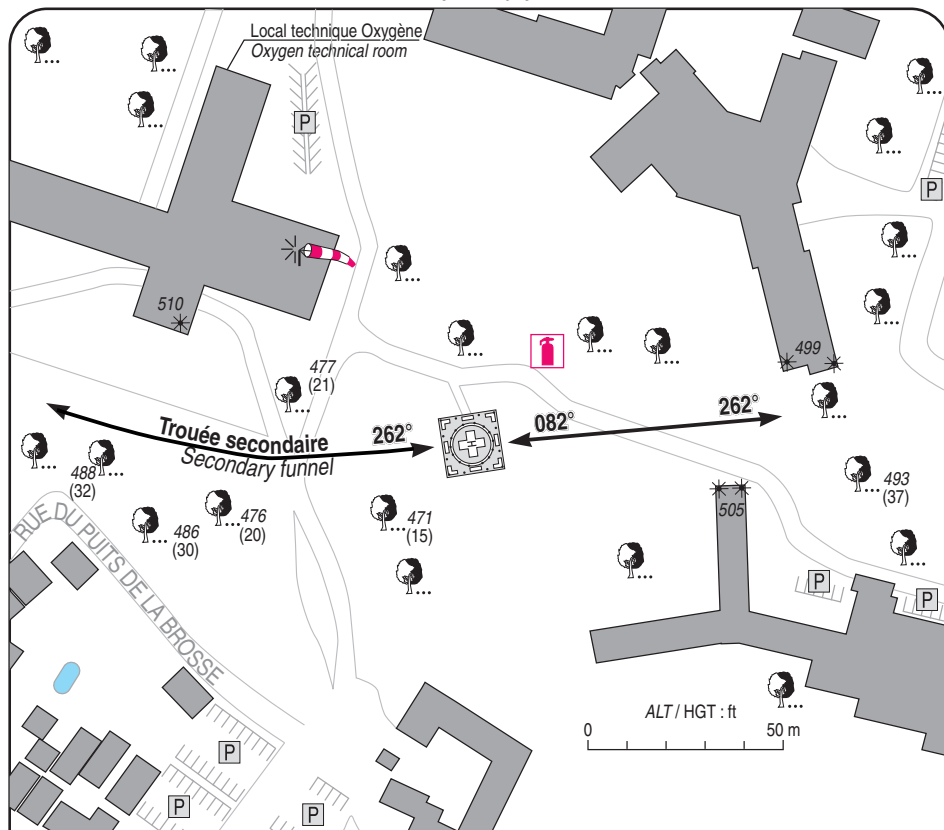 Local technique Oxygène
Oxygen technical room
P
P
510
499
477
(21)
Trouée secondaire
Secondary funnel
262°
082°
262°
488
(32)
486
(30)
476
(20)
471
(15)
493
(37)
505
RUE DU PUITS DE LA BROSSE
P
P
ALT / HGT : ft
0 50 m
P
P
P